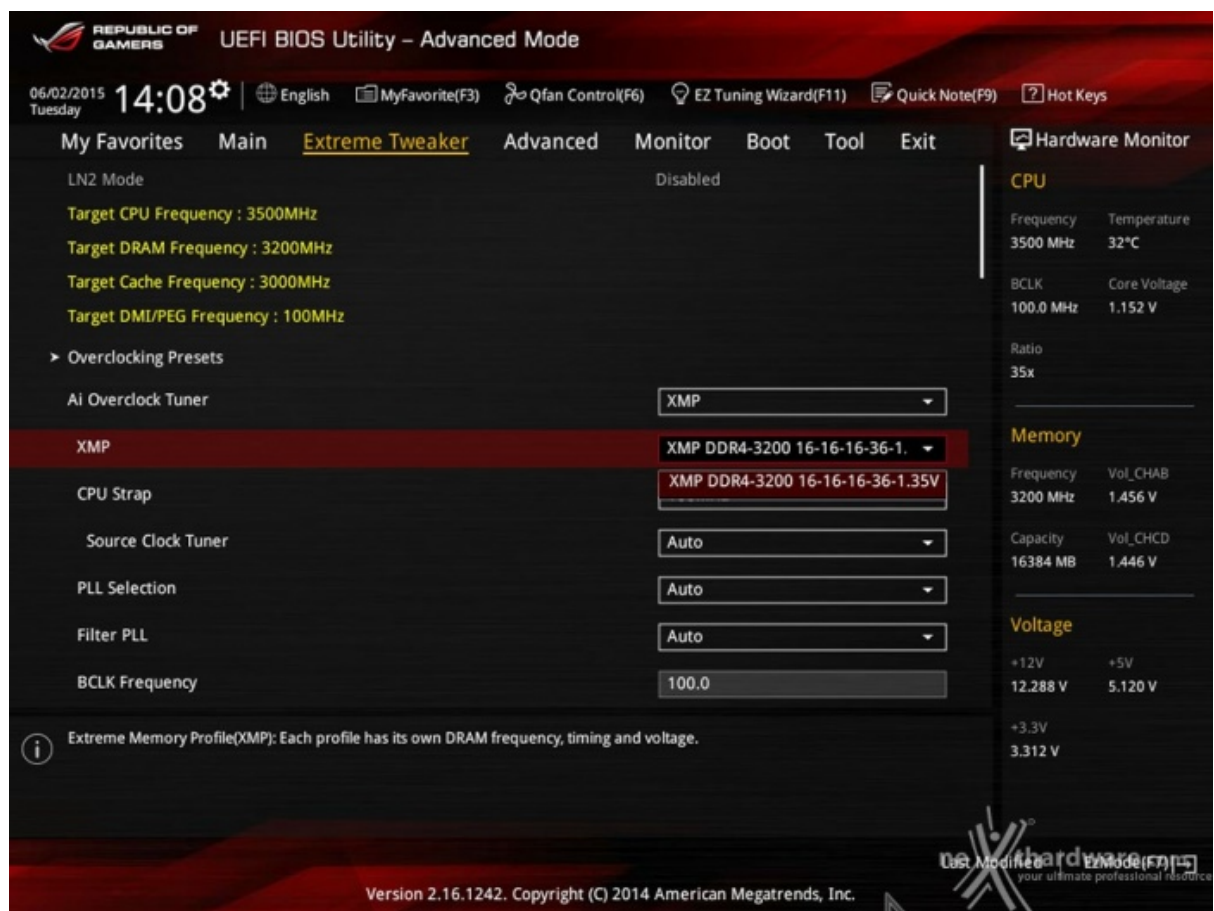 REPUBLIC OF
GAMERS
UEFI BIOS Utility – Advanced Mode
06/02/2015
Tuesday
14:08
English
MyFavorite(F3)
Qfan Control(F6)
EZ Tuning Wizard(F11)
Quick Note(F9)
? Hot Keys
My Favorites Main Extreme Tweaker Advanced Monitor Boot Tool Exit
LN2 Mode Disabled
Target CPU Frequency : 3500MHz
Target DRAM Frequency : 3200MHz
Target Cache Frequency : 3000MHz
Target DMI/PEG Frequency : 100MHz
> Overclocking Presets
Ai Overclock Tuner XMP
XMP XMP DDR4-3200 16-16-16-36-1.
XMP DDR4-3200 16-16-16-36-1.35V
CPU Strap
Source Clock Tuner Auto
PLL Selection Auto
Filter PLL Auto
BCLK Frequency 100.0
Extreme Memory Profile(XMP): Each profile has its own DRAM frequency, timing and voltage.
Hardware Monitor
CPU
Frequency Temperature
3500 MHz 32°C
BCLK Core Voltage
100.0 MHz 1.152 V
Ratio
35x
Memory
Frequency Vol_CHAB
3200 MHz 1.456 V
Capacity Vol_CHCD
16384 MB 1.446 V
Voltage
+12V +5V
12.288 V 5.120 V
+3.3V
3.312 V
Last Modified
EzMode(F7)
your ultimate professional resource
Version 2.16.1242. Copyright (C) 2014 American Megatrends, Inc.